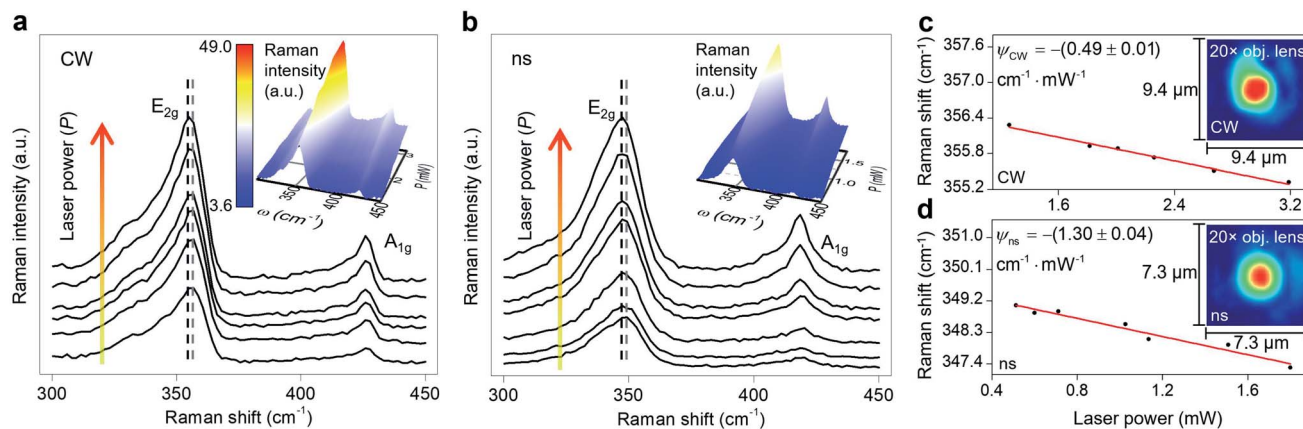 a
CW
49.0
Raman
intensity
(a.u.)
3.6
E2g
A1g
Laser power (P)
Raman intensity (a.u.)
350
400
450
ω (cm⁻¹)
2
3
P (mW)
300
350
400
450
Raman shift (cm⁻¹)
b
ns
Raman
intensity
(a.u.)
E2g
A1g
Laser power (P)
Raman intensity (a.u.)
350
400
450
ω (cm⁻¹)
1.0
1.5
P (mW)
300
350
400
450
Raman shift (cm⁻¹)
c
ψCW = −(0.49 ± 0.01)
cm⁻¹ · mW⁻¹
20× obj. lens
9.4 µm
CW
9.4 µm
357.6
357.0
356.4
355.8
355.2
Raman shift (cm⁻¹)
CW
1.6
2.4
3.2
d
ψns = −(1.30 ± 0.04)
cm⁻¹ · mW⁻¹
20× obj. lens
7.3 µm
ns
7.3 µm
351.0
350.1
349.2
348.3
347.4
Raman shift (cm⁻¹)
ns
0.4
0.8
1.2
1.6
Laser power (mW)